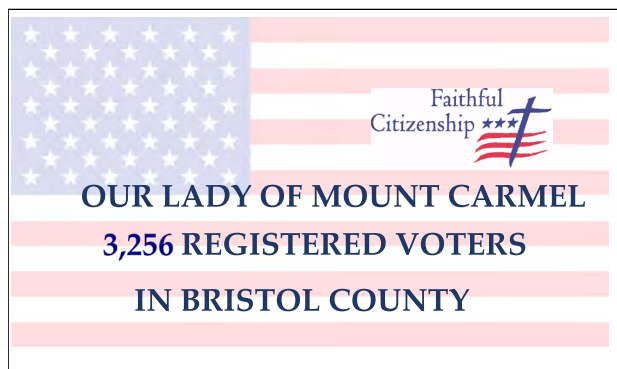 Faithful
Citizenship
OUR LADY OF MOUNT CARMEL
3,256 REGISTERED VOTERS
IN BRISTOL COUNTY